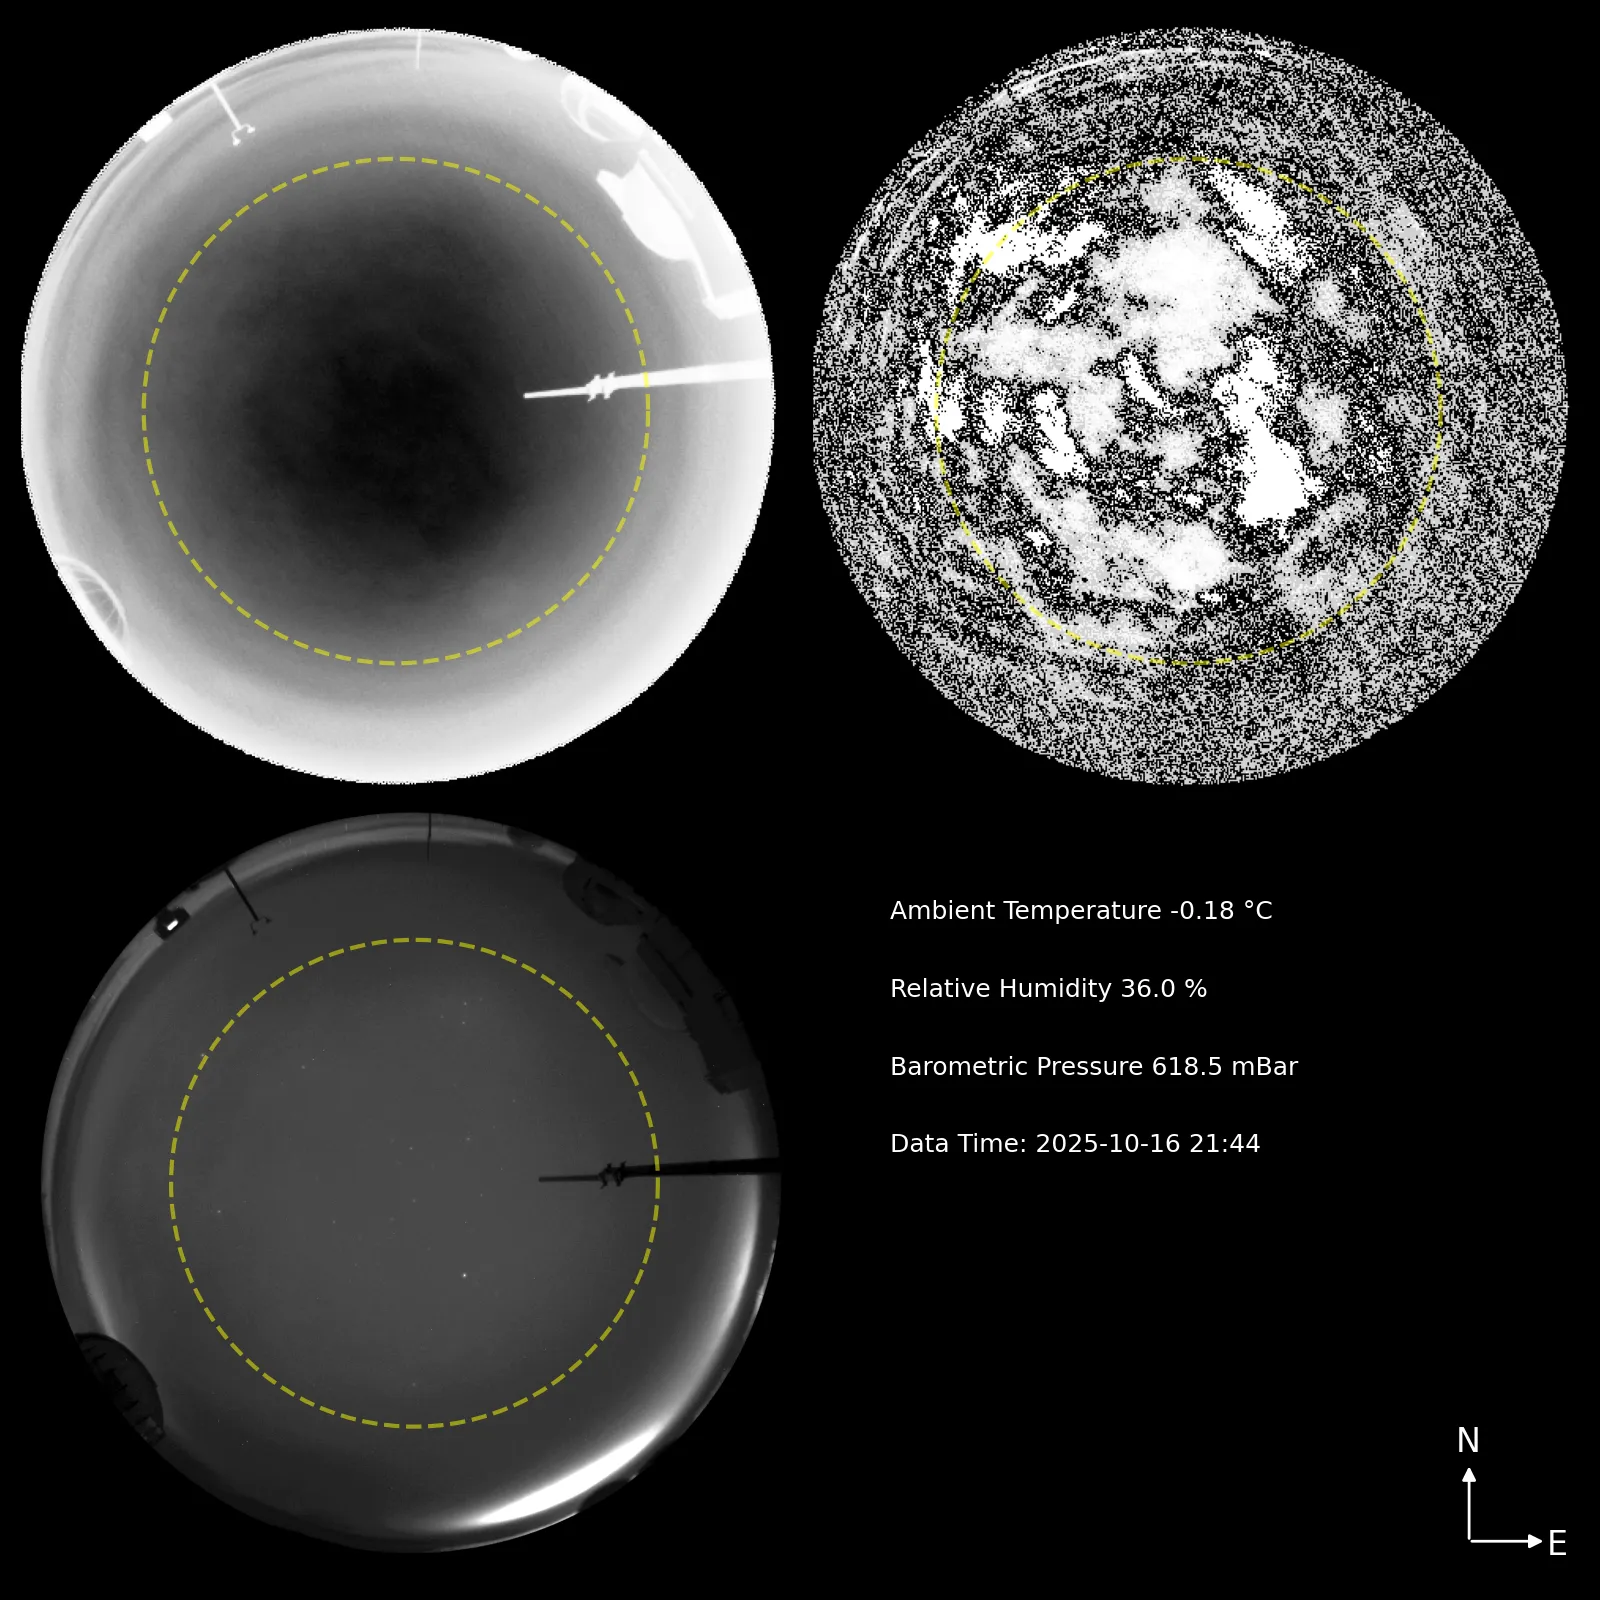 Ambient Temperature -0.18 °C
Relative Humidity 36.0 %
Barometric Pressure 618.5 mBar
Data Time: 2025-10-16 21:44
N
E